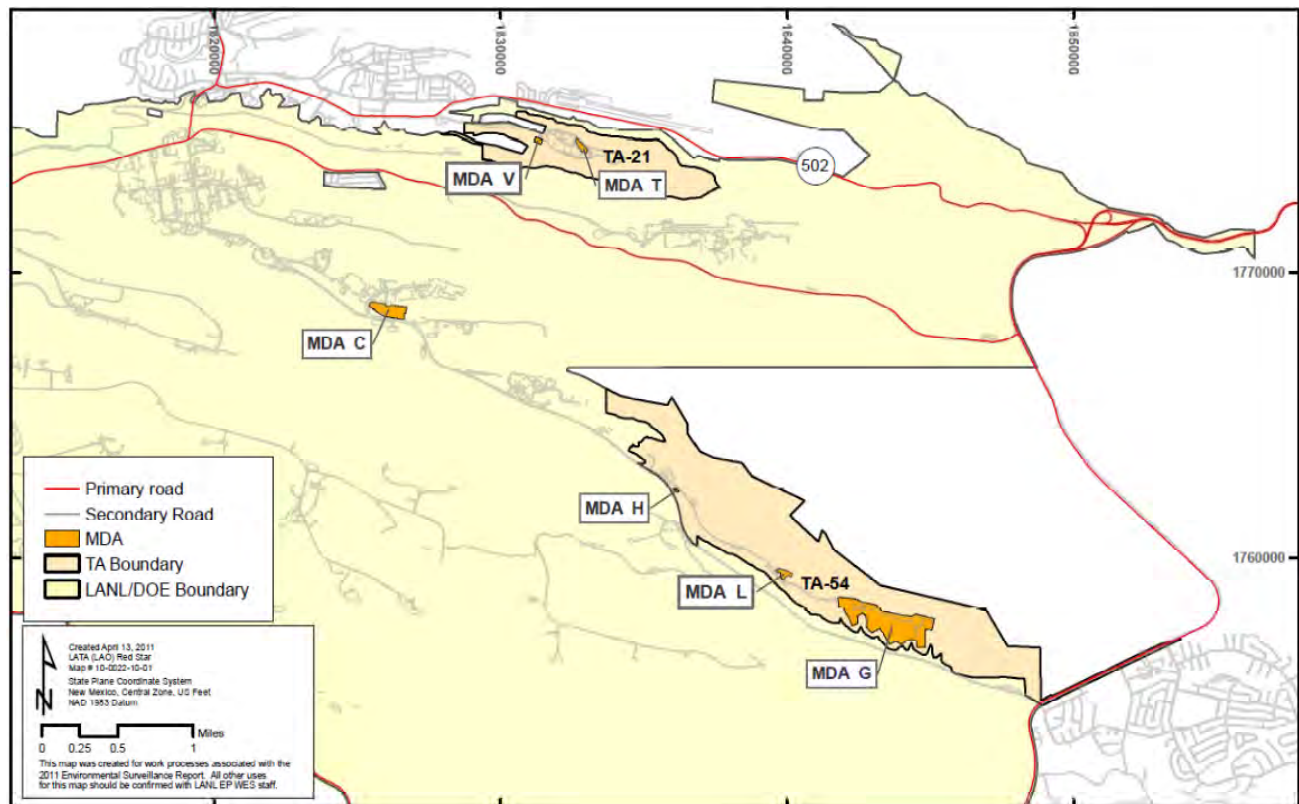 1620000
1630000
1640000
1650000
502
TA-21
MDA V
MDA T
1770000
MDA C
MDA H
1760000
MDA L
TA-54
MDA G
Primary road
Secondary Road
MDA
TA Boundary
LANL/DOE Boundary
Created April 13, 2011
LATA (LAO) Red Star
Map # 10-0022-10-01
State Plane Coordinate System
New Mexico, Central Zone, US Feet
NAD 1983 Datum
N
Miles
0 0.25 0.5 1
This map was created for work processes associated with the
2011 Environmental Surveillance Report. All other uses
for this map should be confirmed with LANL EP WES staff.